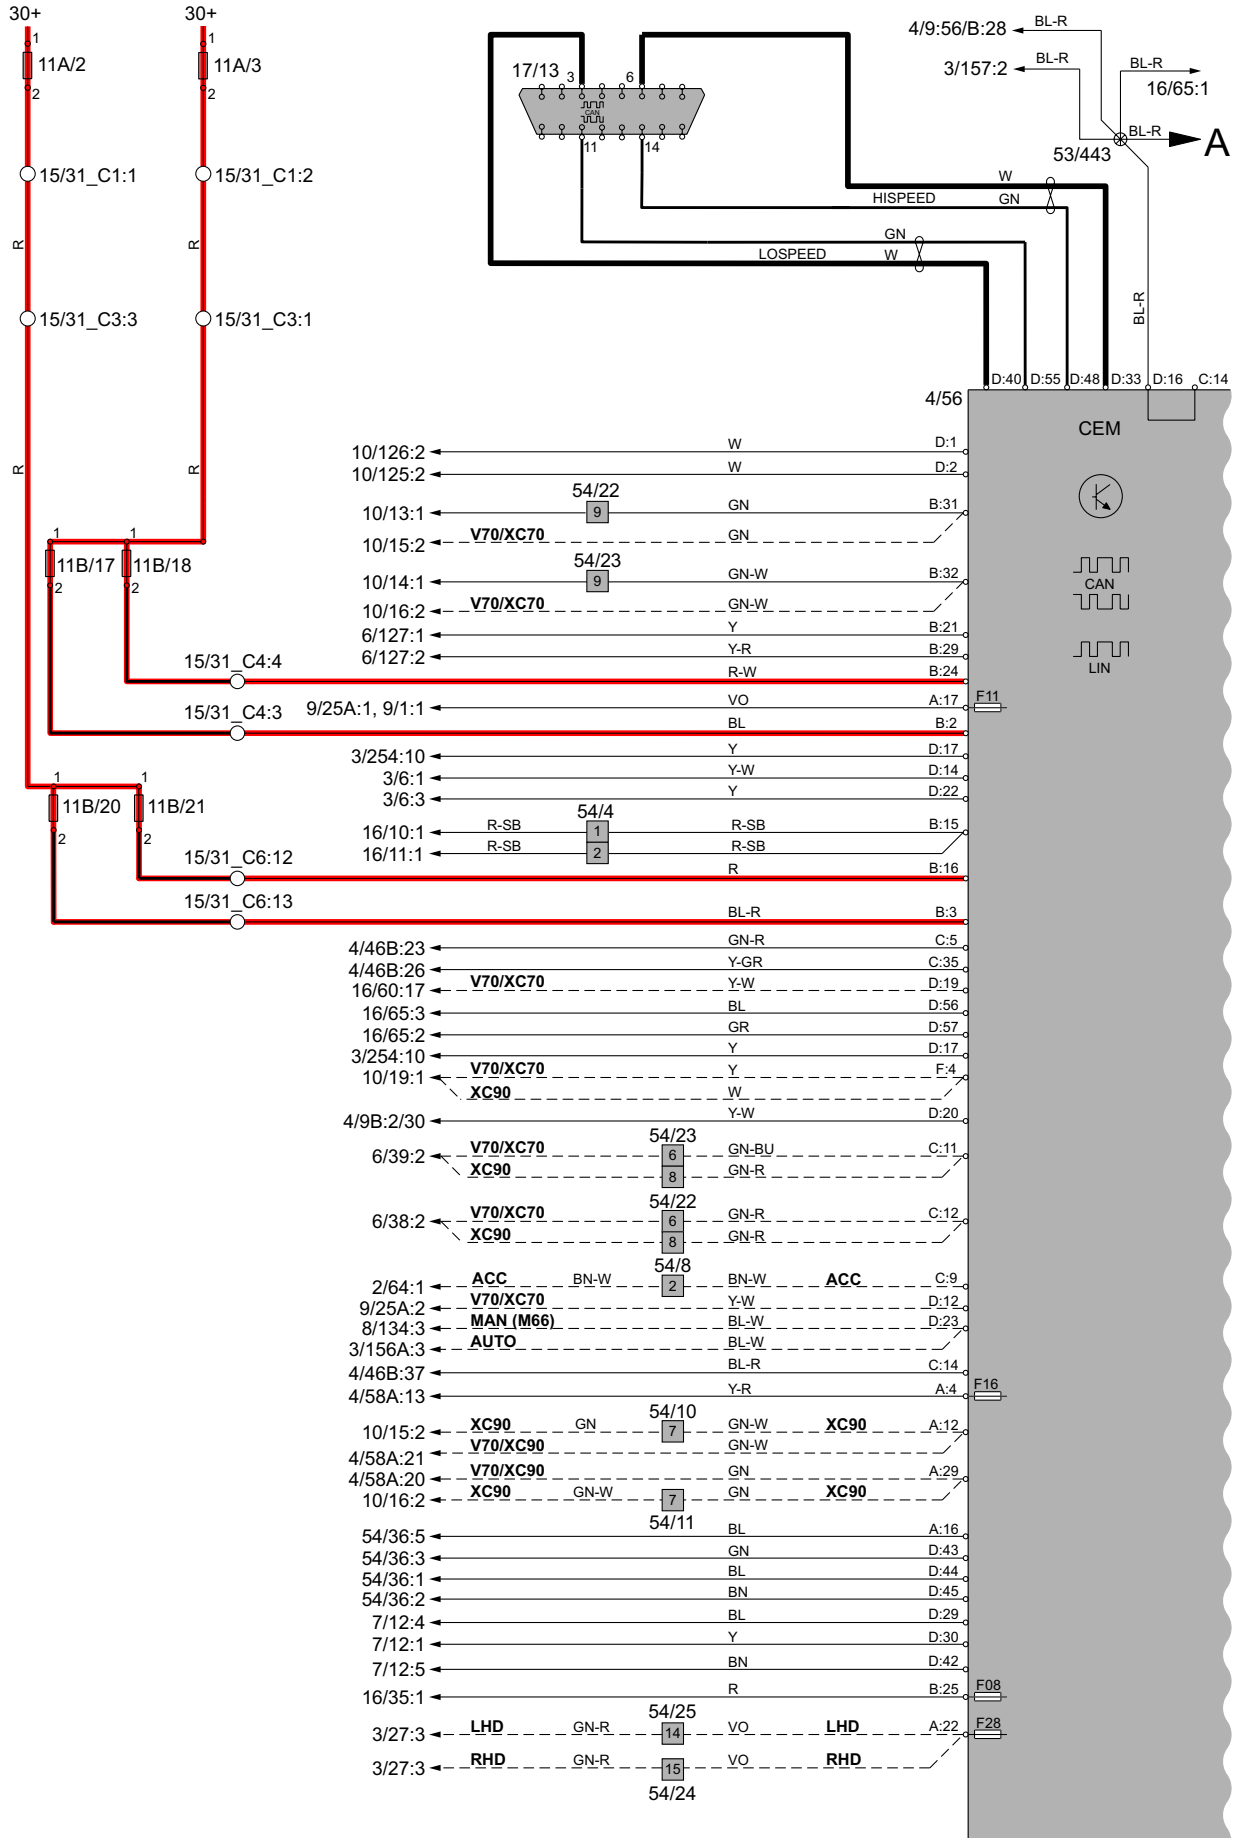 30+ 30+
1 1
11A/2 11A/3
2 2
15/31_C1:1 15/31_C1:2
R R
15/31_C3:3 15/31_C3:1
R R
17/13 3 6
CAN
11 14
4/9:56/B:28 BL-R
3/157:2 BL-R BL-R
16/65:1
BL-R A
53/443
W
HISPEED GN
GN
LOSPEED W
BL-R
D:40 D:55 D:48 D:33 D:16 C:14
4/56
CEM
CAN
LIN
10/126:2 W D:1
10/125:2 W D:2
54/22
10/13:1 9 GN B:31
10/15:2 V70/XC70 GN
1 1
11B/17 11B/18
2 2
54/23
10/14:1 9 GN-W B:32
10/16:2 V70/XC70 GN-W
6/127:1 Y B:21
6/127:2 Y-R B:29
15/31_C4:4 R-W B:24
9/25A:1, 9/1:1 VO A:17 F11
15/31_C4:3 BL B:2
3/254:10 Y D:17
3/6:1 Y-W D:14
3/6:3 Y D:22
1 1
11B/20 11B/21
2 2
54/4
16/10:1 R-SB 1 R-SB B:15
16/11:1 R-SB 2 R-SB
15/31_C6:12 R B:16
15/31_C6:13 BL-R B:3
4/46B:23 GN-R C:5
4/46B:26 Y-GR C:35
16/60:17 V70/XC70 Y-W D:19
16/65:3 BL D:56
16/65:2 GR D:57
3/254:10 Y D:17
10/19:1 V70/XC70 Y F:4
XC90 W
4/9B:2/30 Y-W D:20
54/23
6/39:2 V70/XC70 6 GN-BU C:11
XC90 8 GN-R
54/22
6/38:2 V70/XC70 6 GN-R C:12
XC90 8 GN-R
54/8
2/64:1 ACC BN-W 2 BN-W ACC C:9
9/25A:2 V70/XC70 Y-W D:12
8/134:3 MAN (M66) BL-W D:23
3/156A:3 AUTO BL-W
4/46B:37 BL-R C:14
4/58A:13 Y-R A:4 F16
54/10
10/15:2 XC90 GN 7 GN-W XC90 A:12
4/58A:21 V70/XC90 GN-W
4/58A:20 V70/XC90 GN A:29
10/16:2 XC90 GN-W 7 GN XC90
54/11
54/36:5 BL A:16
54/36:3 GN D:43
54/36:1 BL D:44
54/36:2 BN D:45
7/12:4 BL D:29
7/12:1 Y D:30
7/12:5 BN D:42
16/35:1 R B:25 F08
54/25
3/27:3 LHD GN-R 14 VO LHD A:22 F28
3/27:3 RHD GN-R 15 VO RHD
54/24